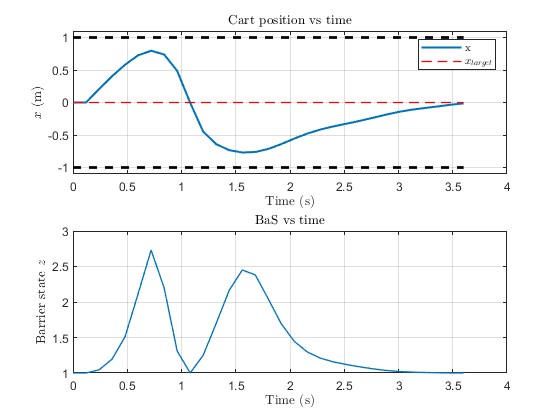 Cart position vs time
1
0.5
0
-0.5
-1
x (m)
x
x_target
0 0.5 1 1.5 2 2.5 3 3.5 4
Time (s)
BaS vs time
3
2.5
2
1.5
1
Barrier state z
0 0.5 1 1.5 2 2.5 3 3.5 4
Time (s)